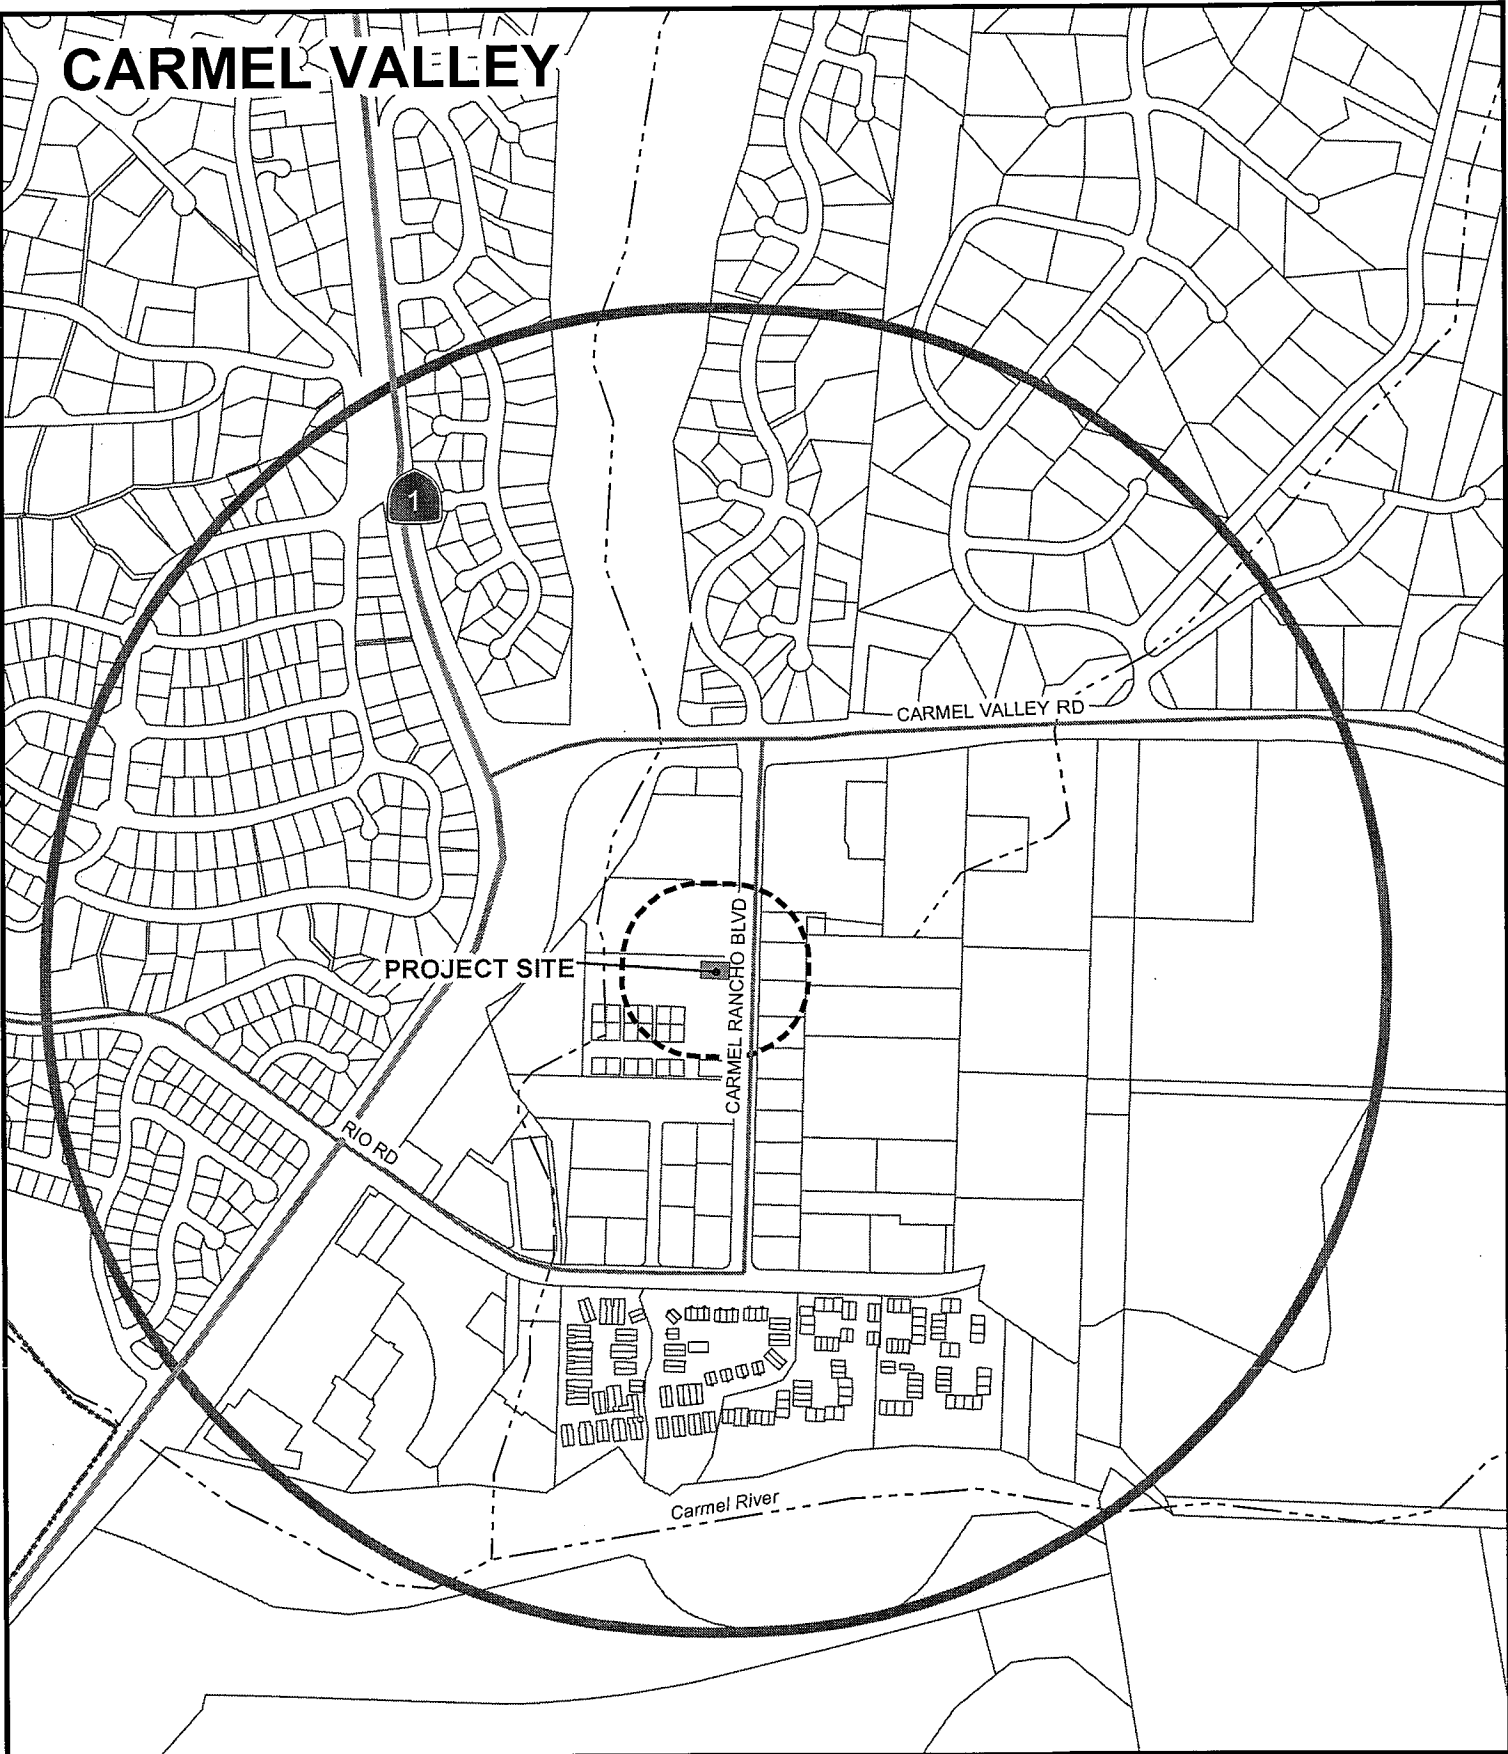 CARMEL VALLEY
1
CARMEL VALLEY RD
CARMEL RANCHO BLVD
PROJECT SITE
RIO RD
Carmel River